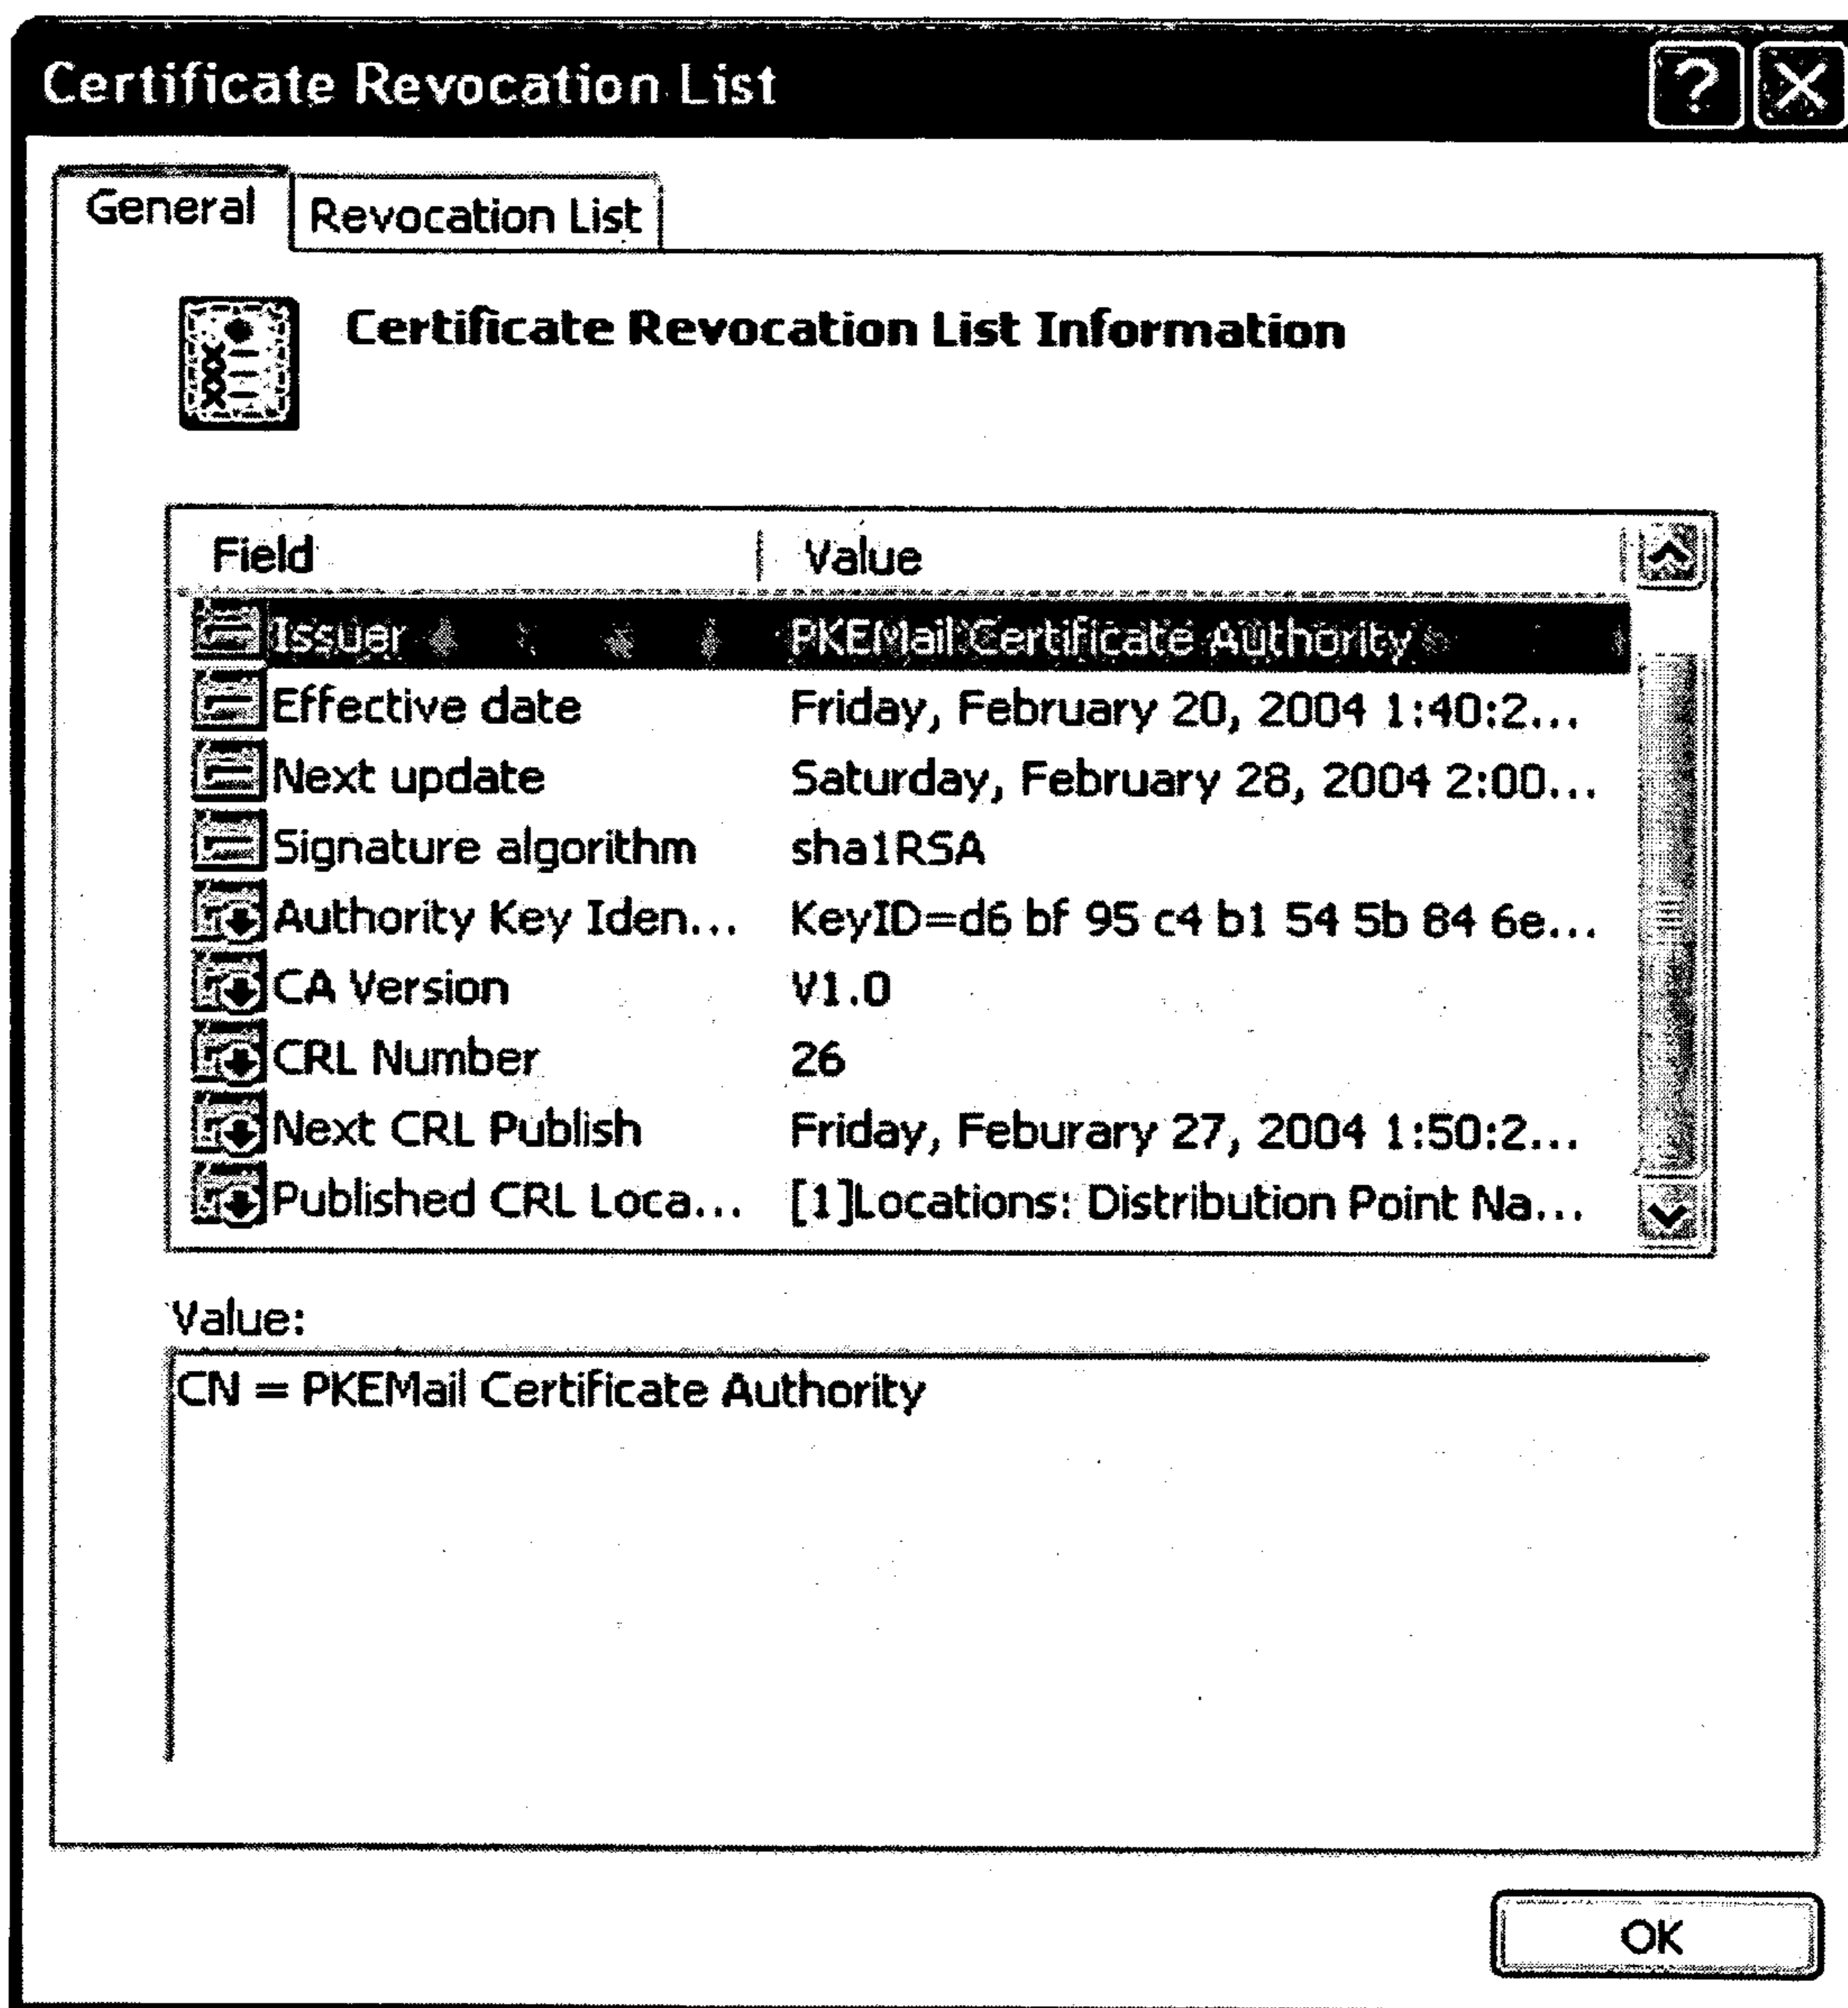 Certificate Revocation List
General Revocation List
Certificate Revocation List Information
Field Value
Issuer PKEMail Certificate Authority
Effective date Friday, February 20, 2004 1:40:2...
Next update Saturday, February 28, 2004 2:00...
Signature algorithm sha1RSA
Authority Key Iden... KeyID=d6 bf 95 c4 b1 54 5b 84 6e...
CA Version V1.0
CRL Number 26
Next CRL Publish Friday, Feburary 27, 2004 1:50:2...
Published CRL Loca... [1]Locations: Distribution Point Na...
Value:
CN = PKEMail Certificate Authority
OK